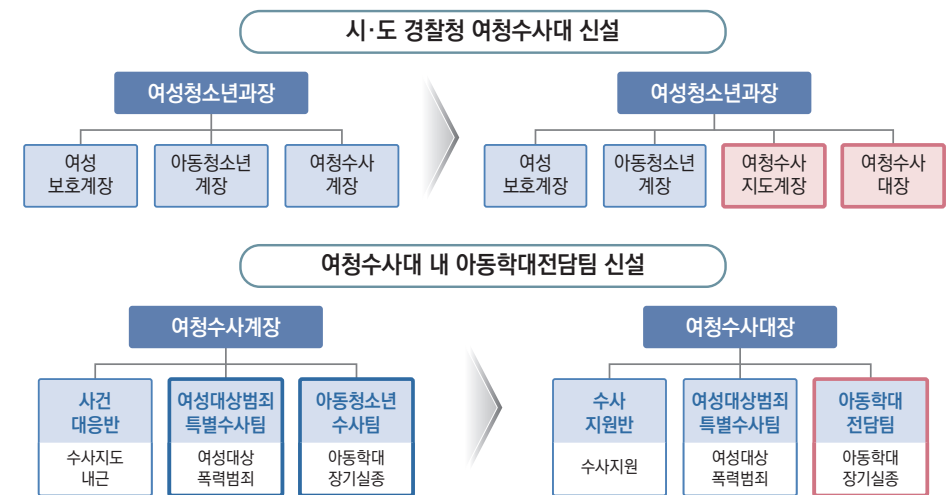 시·도 경찰청 여청수사대 신설
여성청소년과장
여성
보호계장
아동청소년
계장
여청수사
계장
여성청소년과장
여성
보호계장
아동청소년
계장
여청수사
지도계장
여청수사
대장
여청수사대 내 아동학대전담팀 신설
여청수사계장
사건
대응반
수사지도
내근
여성대상범죄
특별수사팀
여성대상
폭력범죄
아동청소년
수사팀
아동학대
장기실종
여청수사대장
수사
지원반
수사지원
여성대상범죄
특별수사팀
여성대상
폭력범죄
아동학대
전담팀
아동학대
장기실종